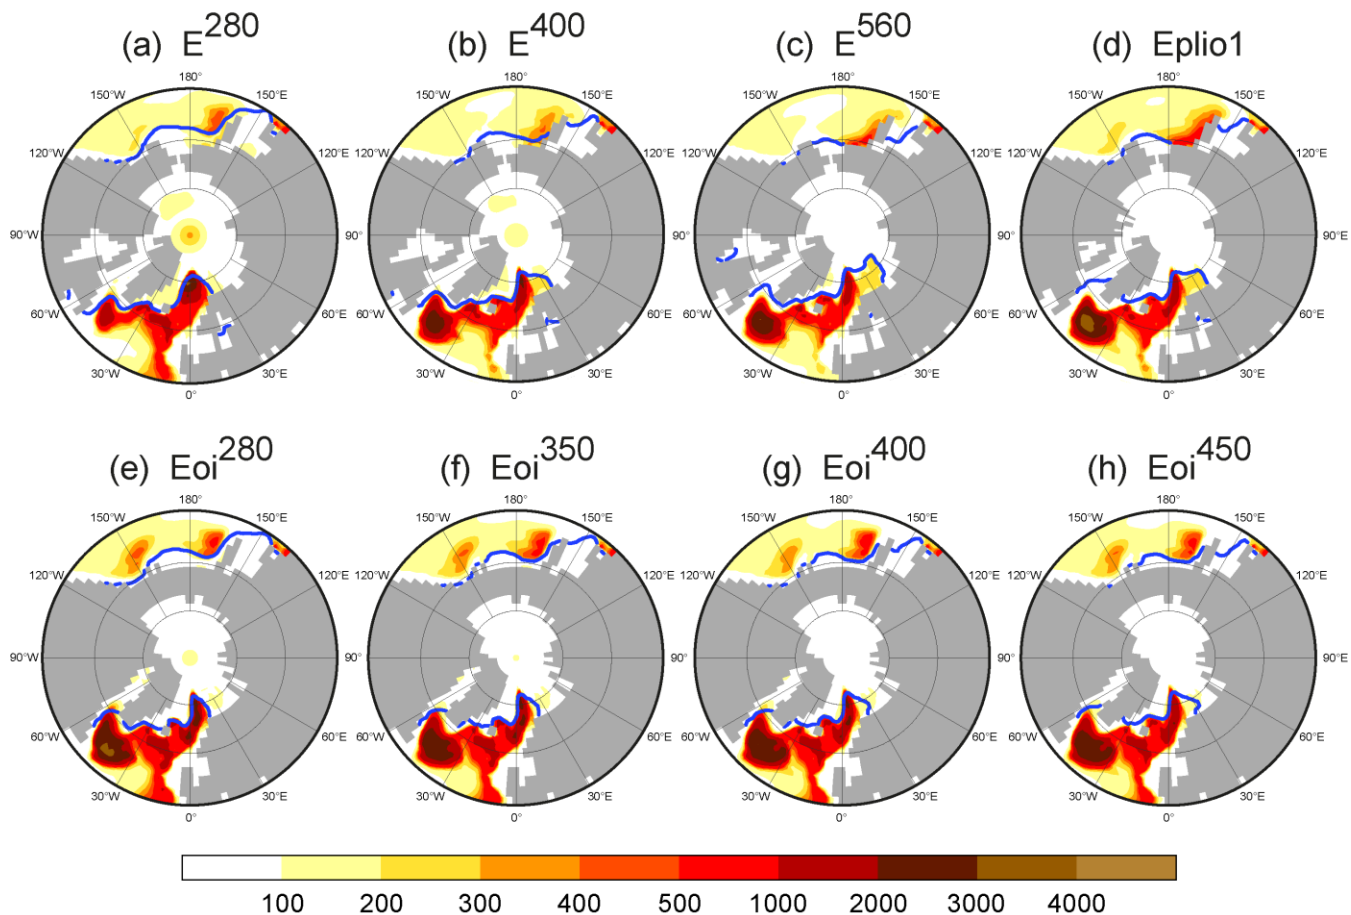 (a) E²⁸⁰ (b) E⁴⁰⁰ (c) E⁵⁶⁰ (d) Eplio1
180° 180° 180° 180°
150°W 150°E 150°W 150°E 150°W 150°E 150°W 150°E
120°W 120°E 120°W 120°E 120°W 120°E 120°W 120°E
90°W 90° 90° 90° 90°E
60°W 60°E 60°W 60°E 60°W 60°E 60°W 60°E
30°W 30°E 30°W 30°E 30°W 30°E 30°W 30°E
0° 0° 0° 0°
(e) Eoi²⁸⁰ (f) Eoi³⁵⁰ (g) Eoi⁴⁰⁰ (h) Eoi⁴⁵⁰
180° 180° 180° 180°
150°W 150°E 150°W 150°E 150°W 150°E 150°W 150°E
120°W 120°E 120°W 120°E 120°W 120°E 120°W 120°E
90°W 90° 90° 90° 90°E
60°W 60°E 60°W 60°E 60°W 60°E 60°W 60°E
30°W 30°E 30°W 30°E 30°W 30°E 30°W 30°E
0° 0° 0° 0°
100 200 300 400 500 1000 2000 3000 4000